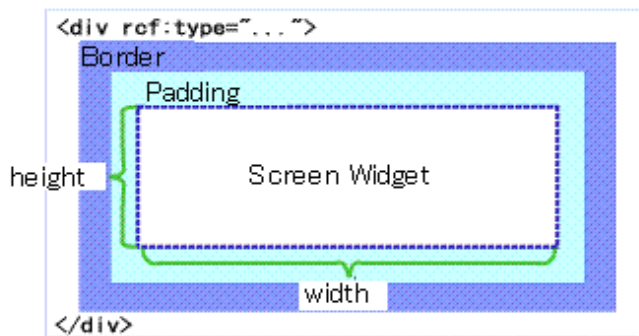 <div rcf:type="...">
Border
Padding
height
Screen Widget
width
</div>